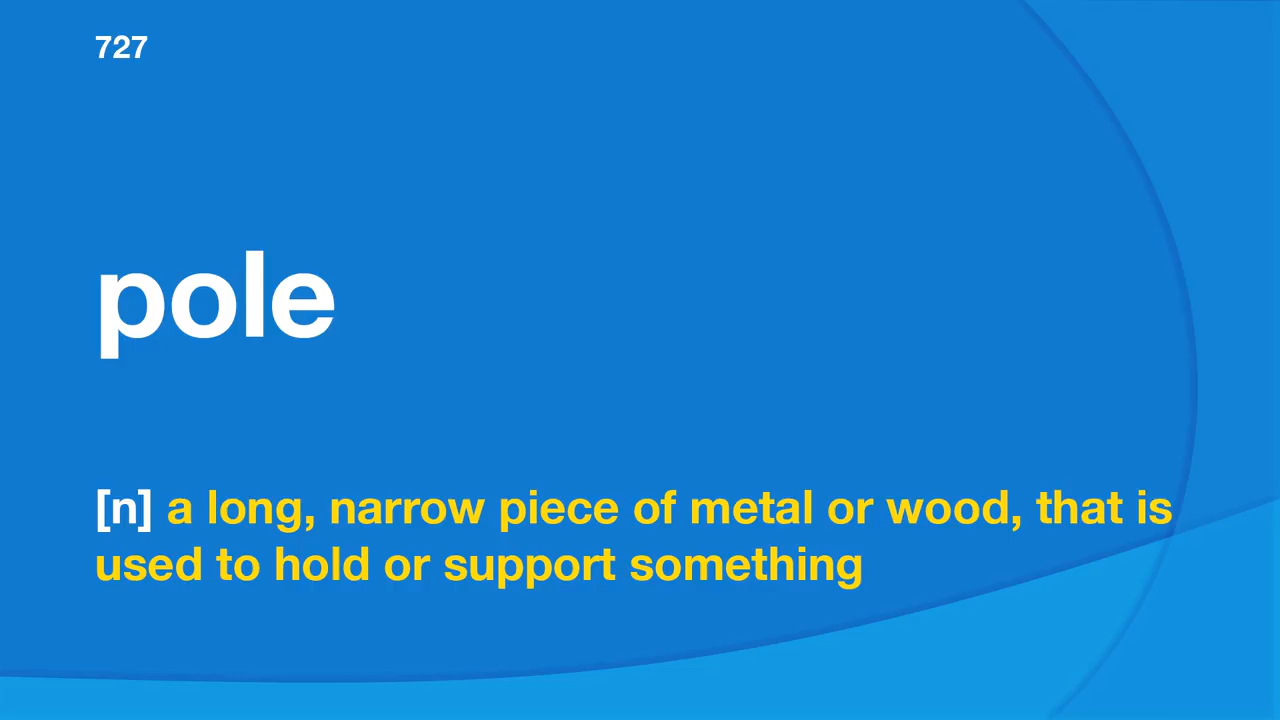 727
pole
[n] a long, narrow piece of metal or wood, that is
used to hold or support something